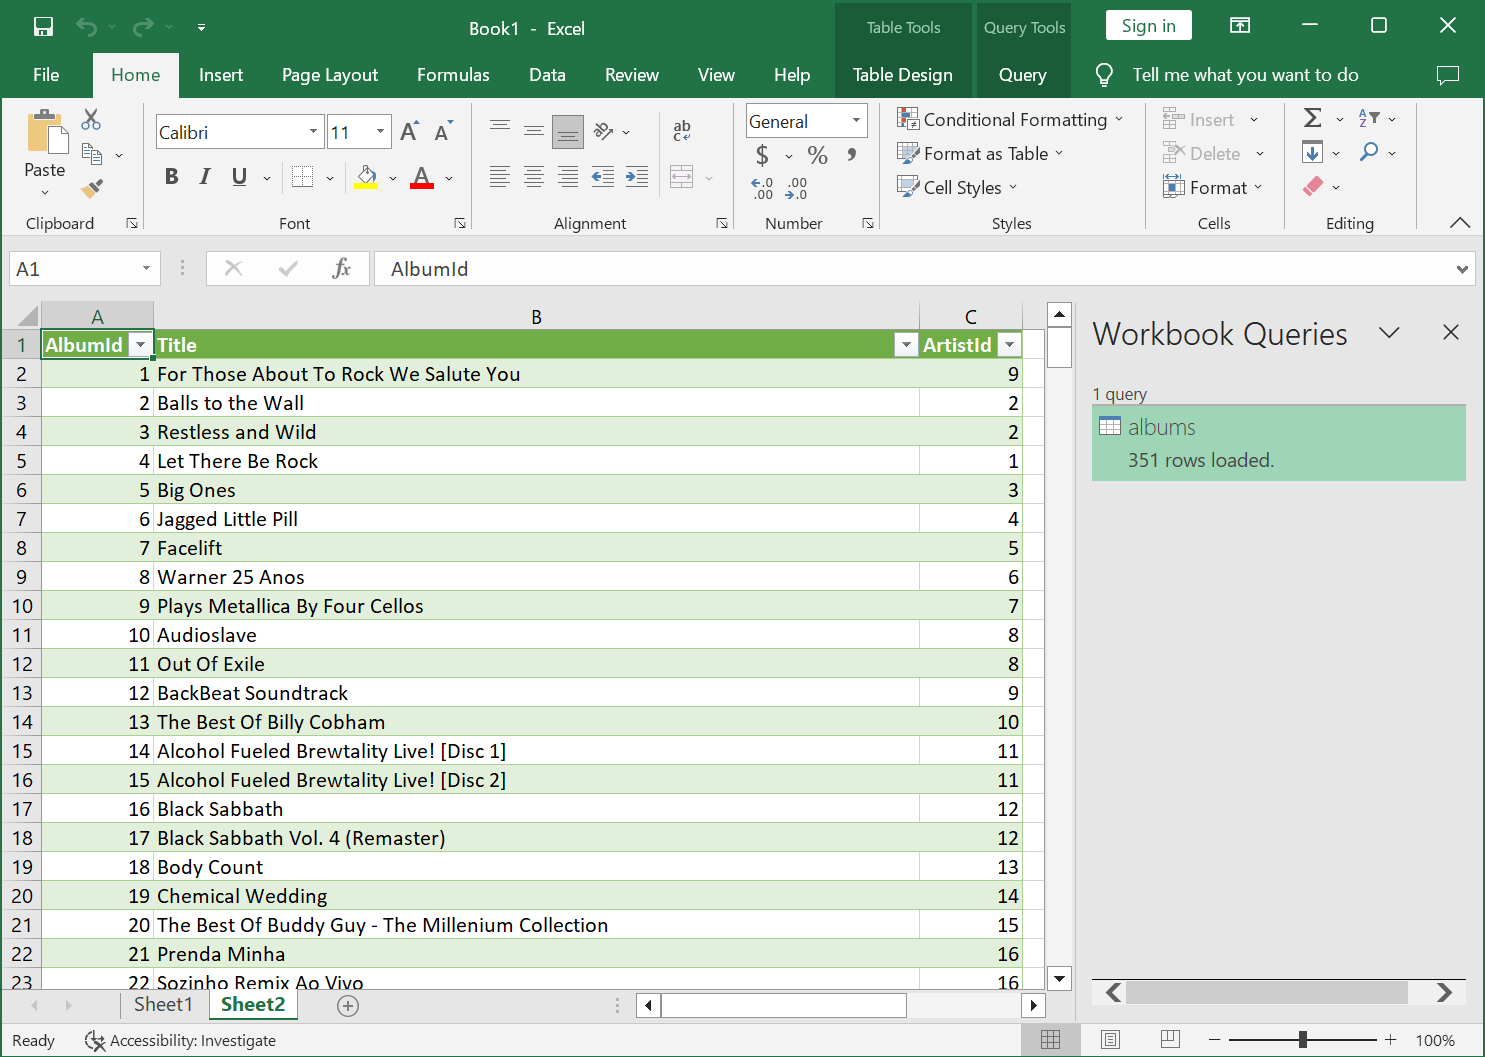 Book1 - Excel
Table Tools
Query Tools
Sign in
File Home Insert Page Layout Formulas Data Review View Help Table Design Query Tell me what you want to do
Paste
Clipboard
Calibri 11
B I U A
Font
ab
c
Alignment
General
$ % ,
←.0 .00
.00 →.0
Number
Conditional Formatting
Format as Table
Cell Styles
Styles
Insert
Delete
Format
Cells
Σ
A
Z
Editing
A1 fx AlbumId
A B C
1 AlbumId Title ArtistId
2 1 For Those About To Rock We Salute You 9
3 2 Balls to the Wall 2
4 3 Restless and Wild 2
5 4 Let There Be Rock 1
6 5 Big Ones 3
7 6 Jagged Little Pill 4
8 7 Facelift 5
9 8 Warner 25 Anos 6
10 9 Plays Metallica By Four Cellos 7
11 10 Audioslave 8
12 11 Out Of Exile 8
13 12 BackBeat Soundtrack 9
14 13 The Best Of Billy Cobham 10
15 14 Alcohol Fueled Brewtality Live! [Disc 1] 11
16 15 Alcohol Fueled Brewtality Live! [Disc 2] 11
17 16 Black Sabbath 12
18 17 Black Sabbath Vol. 4 (Remaster) 12
19 18 Body Count 13
20 19 Chemical Wedding 14
21 20 The Best Of Buddy Guy - The Millenium Collection 15
22 21 Prenda Minha 16
23 22 Sozinho Remix Ao Vivo 16
Workbook Queries
1 query
albums
351 rows loaded.
Sheet1 Sheet2
Ready Accessibility: Investigate 100%